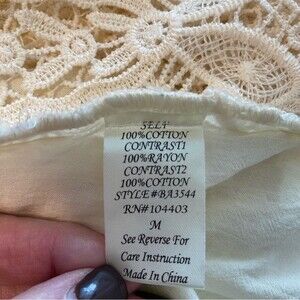 SELF
100%COTTON
CONTRAST1
100%RAYON
CONTRAST2
100%COTTON
STYLE#BA3544
RN#104403
M
See Reverse For
Care Instruction
Made In China